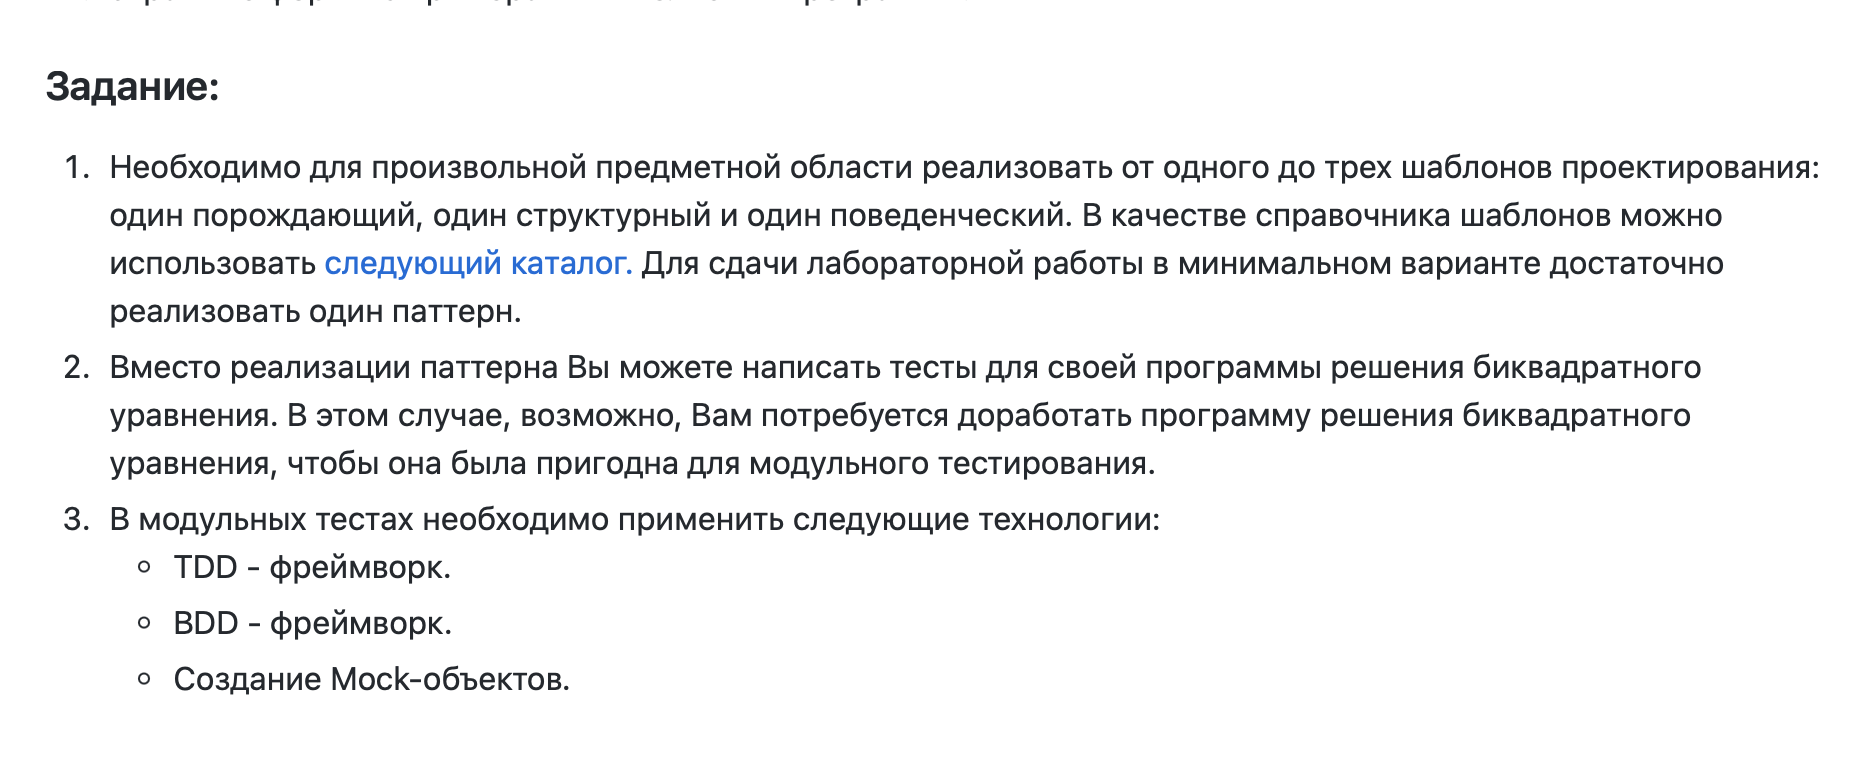 Задание:
1. Необходимо для произвольной предметной области реализовать от одного до трех шаблонов проектирования:
один порождающий, один структурный и один поведенческий. В качестве справочника шаблонов можно
использовать следующий каталог. Для сдачи лабораторной работы в минимальном варианте достаточно
реализовать один паттерн.
2. Вместо реализации паттерна Вы можете написать тесты для своей программы решения биквадратного
уравнения. В этом случае, возможно, Вам потребуется доработать программу решения биквадратного
уравнения, чтобы она была пригодна для модульного тестирования.
3. В модульных тестах необходимо применить следующие технологии:
◦ TDD - фреймворк.
◦ BDD - фреймворк.
◦ Создание Mock-объектов.